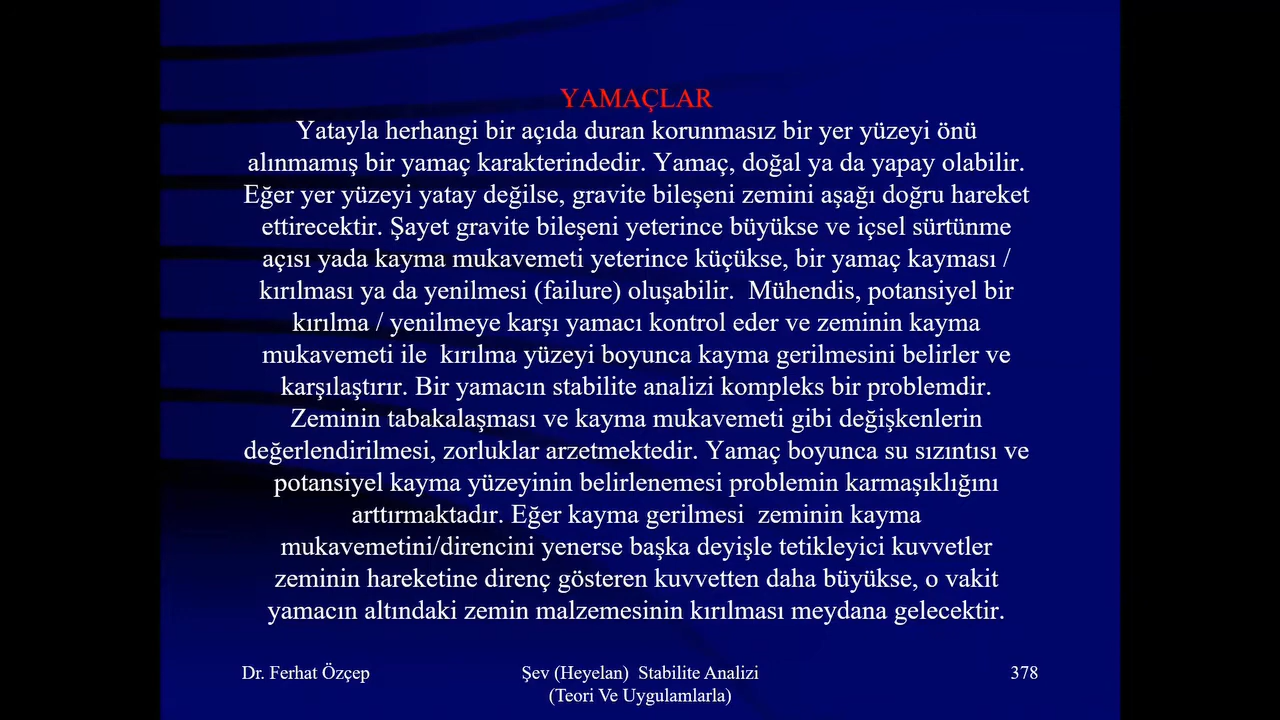 YAMAÇLAR
Yatayla herhangi bir açıda duran korunmasız bir yer yüzeyi önü
alınmamış bir yamaç karakterindedir. Yamaç, doğal ya da yapay olabilir.
Eğer yer yüzeyi yatay değilse, gravite bileşeni zemini aşağı doğru hareket
ettirecektir. Şayet gravite bileşeni yeterince büyükse ve içsel sürtünme
açısı yada kayma mukavemeti yeterince küçükse, bir yamaç kayması /
kırılması ya da yenilmesi (failure) oluşabilir.  Mühendis, potansiyel bir
kırılma / yenilmeye karşı yamacı kontrol eder ve zeminin kayma
mukavemeti ile  kırılma yüzeyi boyunca kayma gerilmesini belirler ve
karşılaştırır. Bir yamacın stabilite analizi kompleks bir problemdir.
Zeminin tabakalaşması ve kayma mukavemeti gibi değişkenlerin
değerlendirilmesi, zorluklar arzetmektedir. Yamaç boyunca su sızıntısı ve
potansiyel kayma yüzeyinin belirlenemesi problemin karmaşıklığını
arttırmaktadır. Eğer kayma gerilmesi  zeminin kayma
mukavemetini/direncini yenerse başka deyişle tetikleyici kuvvetler
zeminin hareketine direnç gösteren kuvvetten daha büyükse, o vakit
yamacın altındaki zemin malzemesinin kırılması meydana gelecektir.
Dr. Ferhat Özçep
Şev (Heyelan)  Stabilite Analizi
(Teori Ve Uygulamlarla)
378